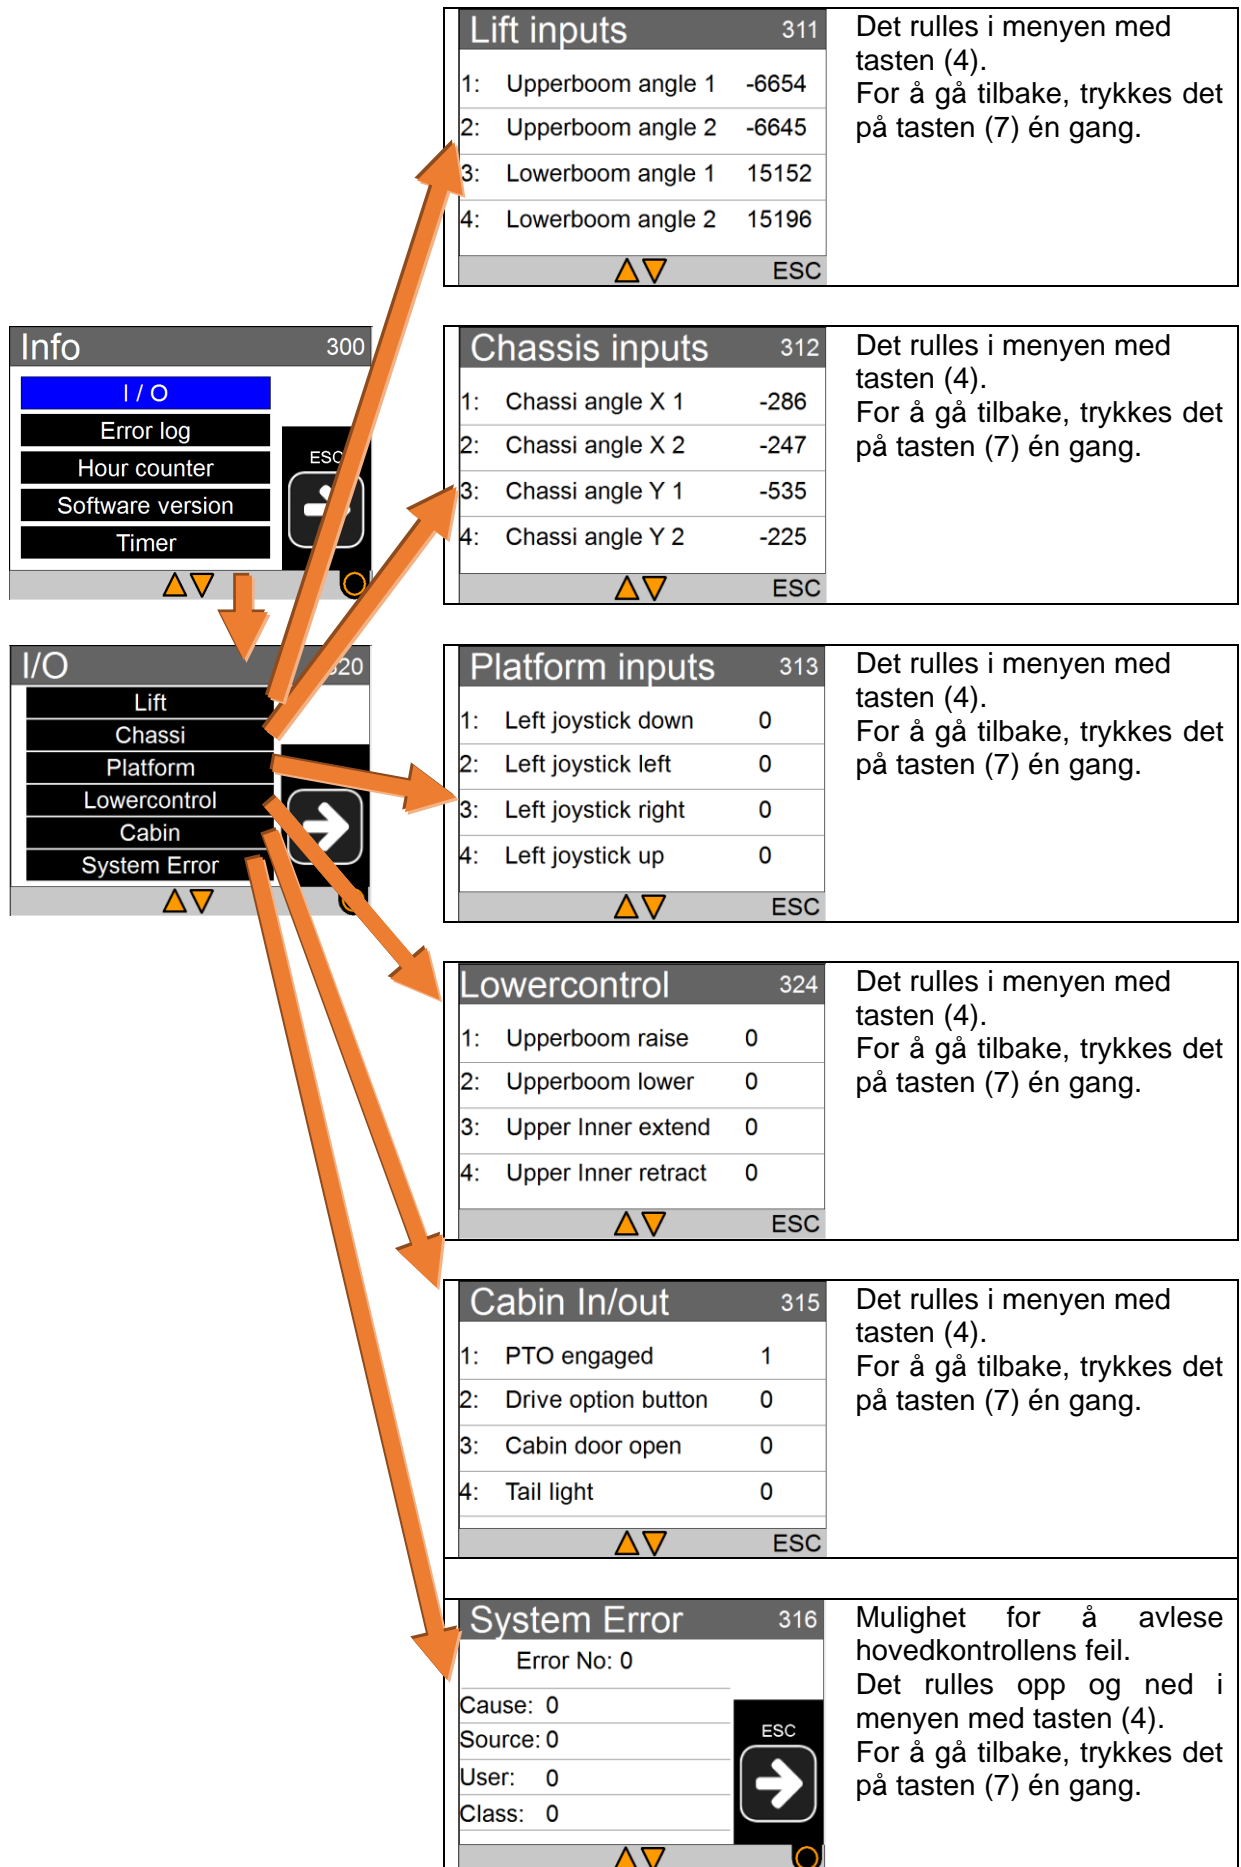 Lift inputs 311
1: Upperboom angle 1 -6654
2: Upperboom angle 2 -6645
3: Lowerboom angle 1 15152
4: Lowerboom angle 2 15196
ESC
Det rulles i menyen med
tasten (4).
For å gå tilbake, trykkes det
på tasten (7) én gang.
Info 300
I / O
Error log
Hour counter
Software version
Timer
ESC
Chassis inputs 312
1: Chassi angle X 1 -286
2: Chassi angle X 2 -247
3: Chassi angle Y 1 -535
4: Chassi angle Y 2 -225
ESC
Det rulles i menyen med
tasten (4).
For å gå tilbake, trykkes det
på tasten (7) én gang.
I/O 320
Lift
Chassi
Platform
Lowercontrol
Cabin
System Error
Platform inputs 313
1: Left joystick down 0
2: Left joystick left 0
3: Left joystick right 0
4: Left joystick up 0
ESC
Det rulles i menyen med
tasten (4).
For å gå tilbake, trykkes det
på tasten (7) én gang.
Lowercontrol 324
1: Upperboom raise 0
2: Upperboom lower 0
3: Upper Inner extend 0
4: Upper Inner retract 0
ESC
Det rulles i menyen med
tasten (4).
For å gå tilbake, trykkes det
på tasten (7) én gang.
Cabin In/out 315
1: PTO engaged 1
2: Drive option button 0
3: Cabin door open 0
4: Tail light 0
ESC
Det rulles i menyen med
tasten (4).
For å gå tilbake, trykkes det
på tasten (7) én gang.
System Error 316
Error No: 0
Cause: 0
Source: 0
User: 0
Class: 0
ESC
Mulighet for å avlese
hovedkontrollens feil.
Det rulles opp og ned i
menyen med tasten (4).
For å gå tilbake, trykkes det
på tasten (7) én gang.